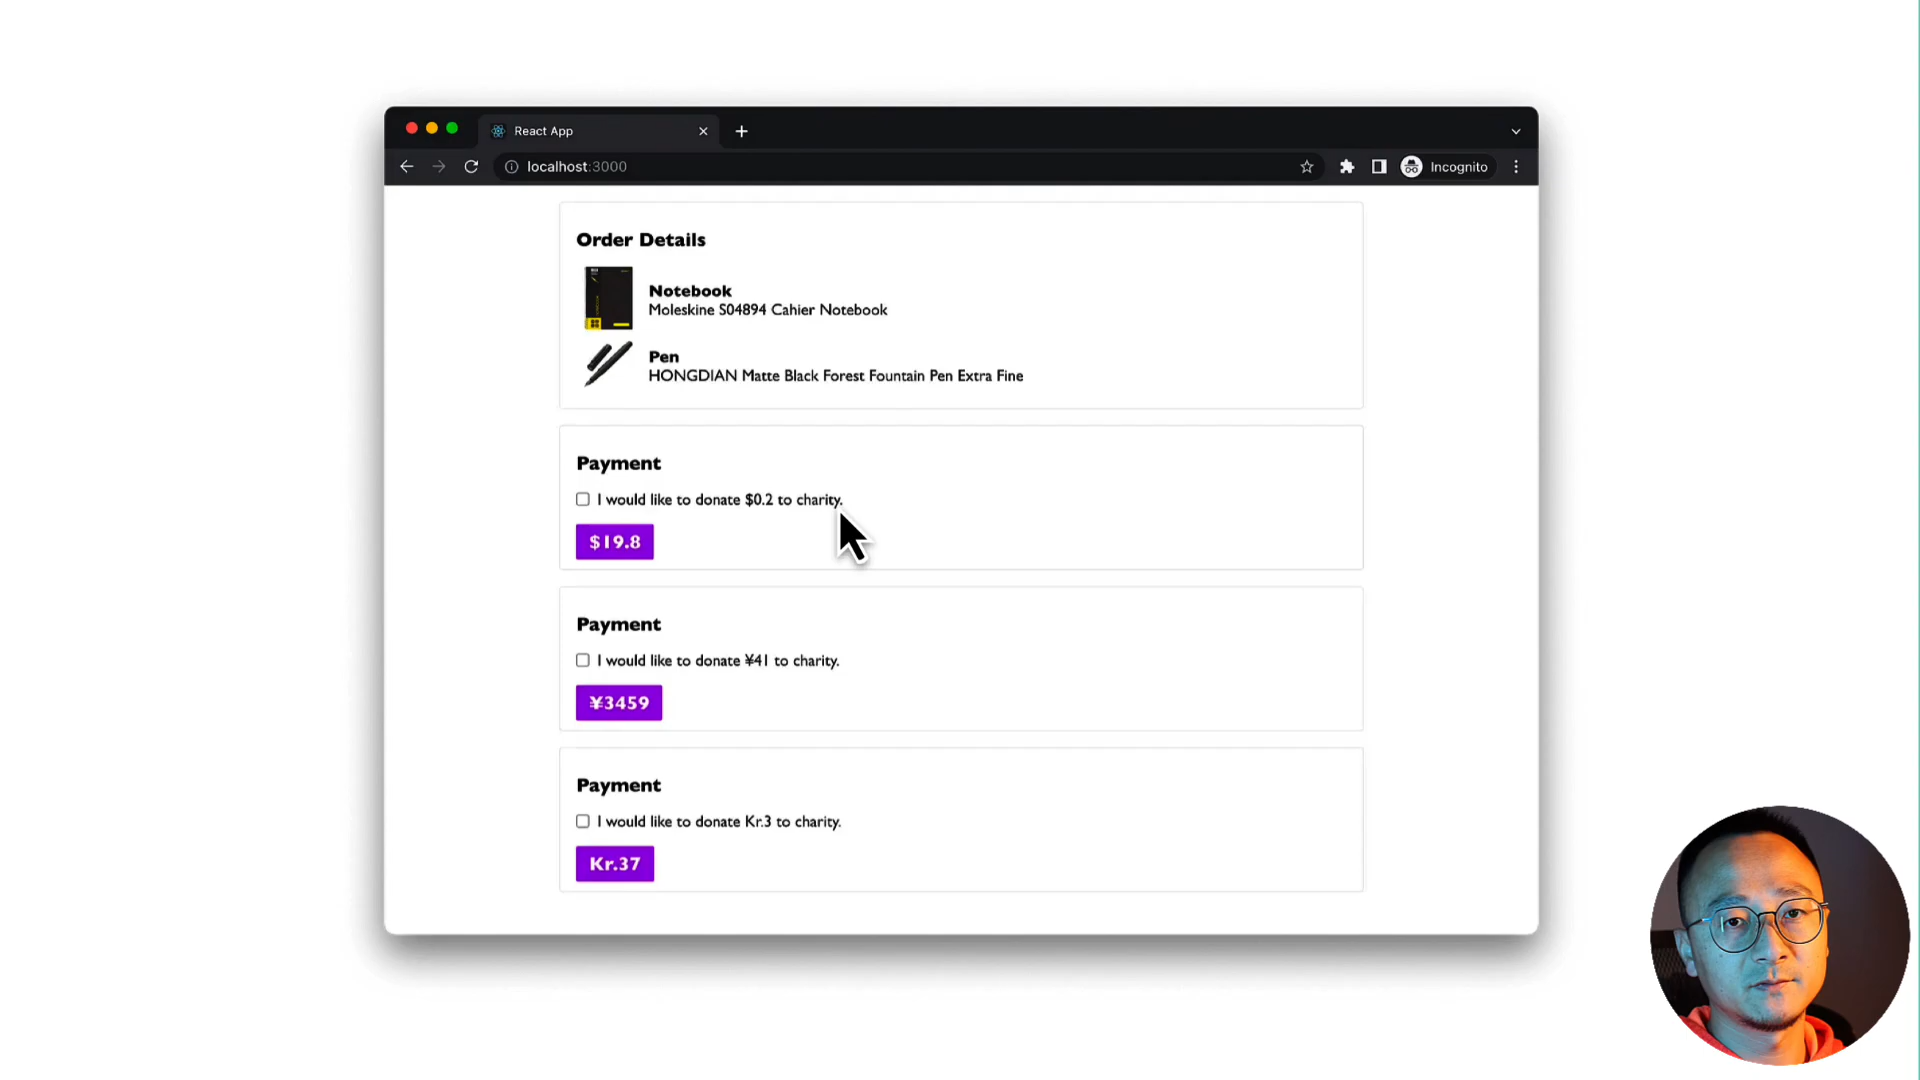 React App
localhost:3000
Incognito
Order Details
Notebook
Moleskine S04894 Cahier Notebook
Pen
HONGDIAN Matte Black Forest Fountain Pen Extra Fine
Payment
I would like to donate $0.2 to charity.
$19.8
Payment
I would like to donate ¥41 to charity.
¥3459
Payment
I would like to donate Kr.3 to charity.
Kr.37